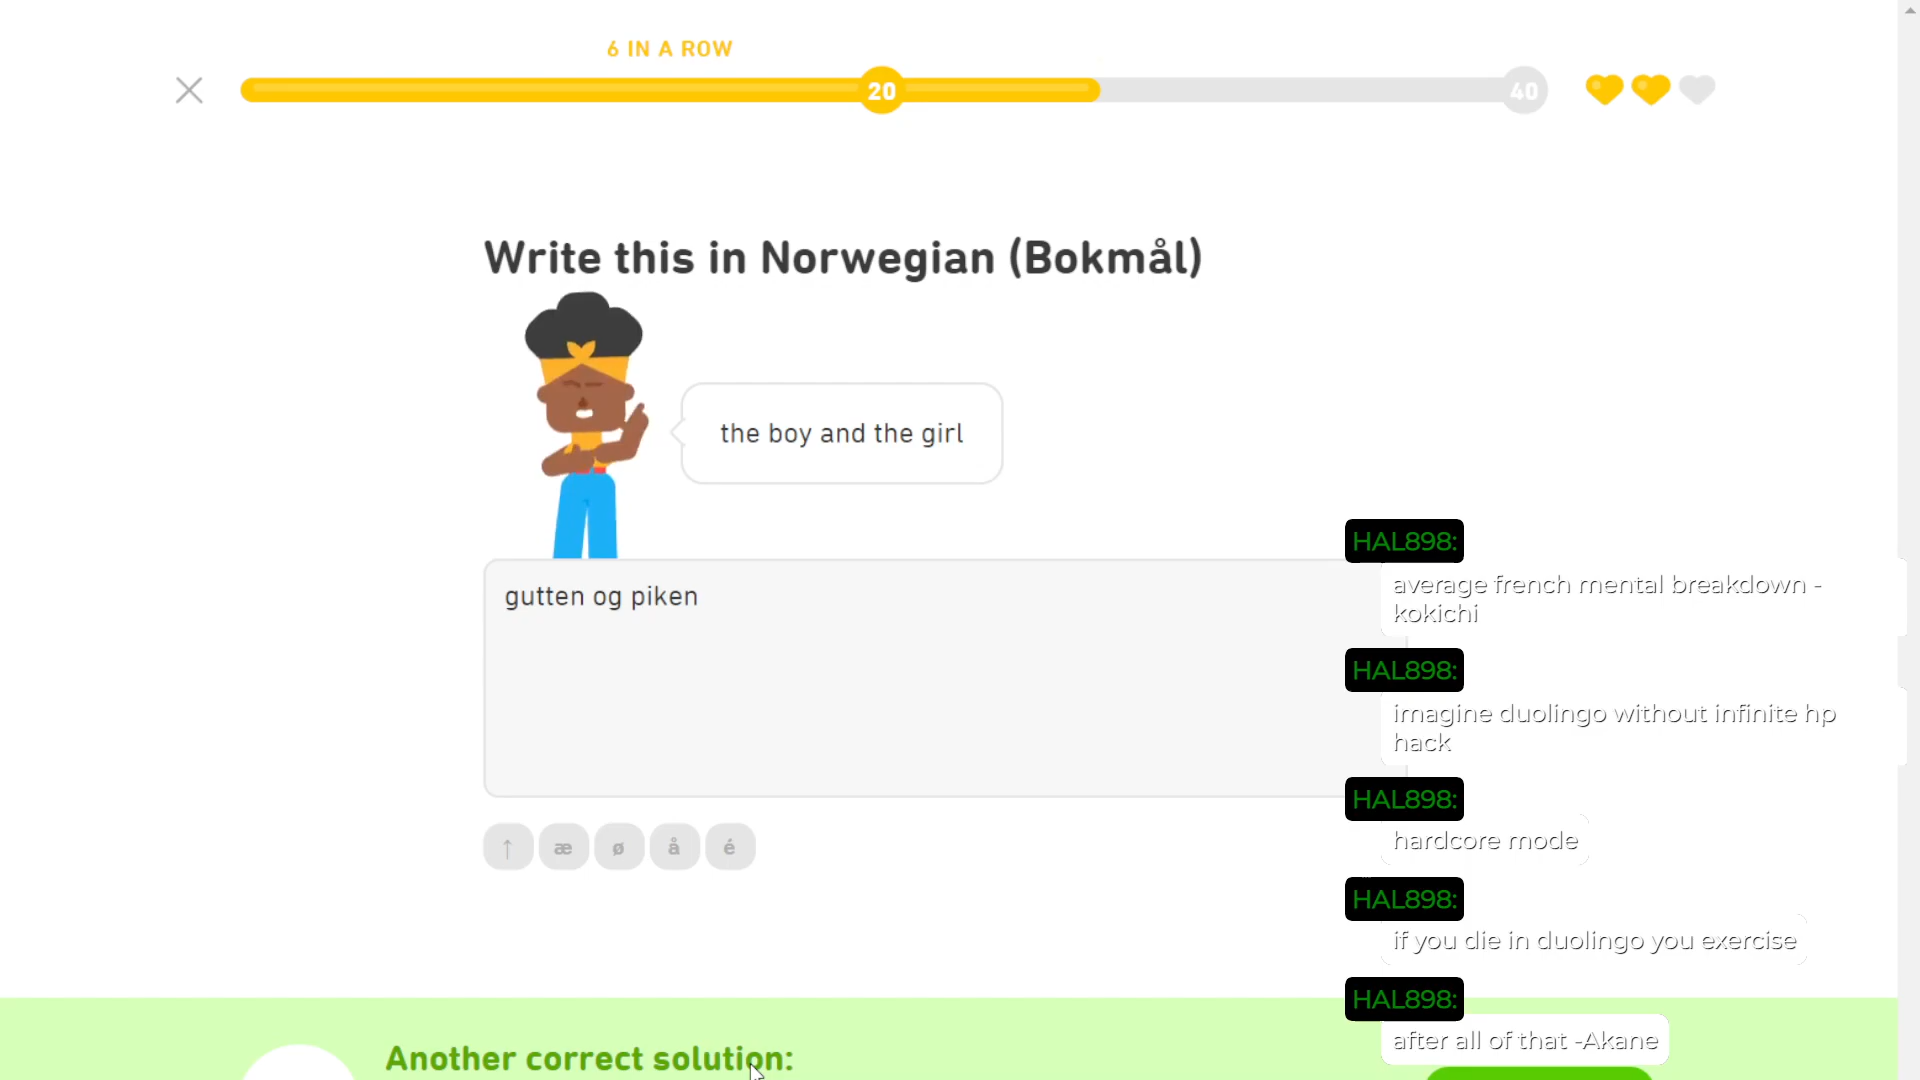 6 IN A ROW
20
40
Write this in Norwegian (Bokmål)
the boy and the girl
gutten og piken
↑ æ ø å é
HAL898:
average french mental breakdown -
kokichi
HAL898:
imagine duolingo without infinite hp
hack
HAL898:
hardcore mode
HAL898:
if you die in duolingo you exercise
HAL898:
after all of that -Akane
Another correct solution: